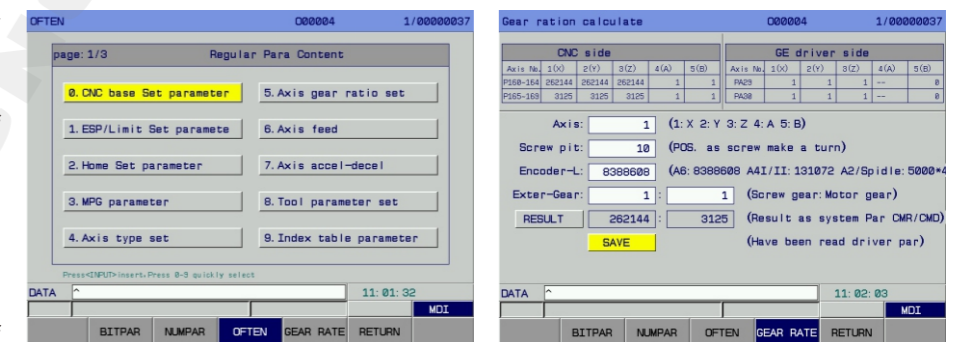 OFTEN O00004 1/00000037
page: 1/3 Regular Para Content
0. CNC base Set parameter 5. Axis gear ratio set
1. ESP/Limit Set paramete 6. Axis feed
2. Home Set parameter 7. Axis accel-decel
3. MPG parameter 8. Tool parameter set
4. Axis type set 9. Index table parameter
Press<INPUT>insert. Press 0-9 quickly select
DATA ^ 11:01:32
MDI
BITPAR NUMPAR OFTEN GEAR RATE RETURN
Gear ration calculate O00004 1/00000037
CNC side GE driver side
Axis No. 1(X) 2(Y) 3(Z) 4(A) 5(B) Axis No. 1(X) 2(Y) 3(Z) 4(A) 5(B)
P160-164 262144 262144 262144 1 1 PA29 1 1 1 -- 0
P165-169 3125 3125 3125 1 1 PA30 1 1 1 -- 0
Axis: 1 (1: X 2: Y 3: Z 4: A 5: B)
Screw pit: 10 (POS. as screw make a turn)
Encoder-L: 8388608 (A6: 8388608 A4I/II: 131072 A2/Spidle: 5000*4
Exter-Gear: 1 : 1 (Screw gear: Motor gear)
RESULT 262144 : 3125 (Result as system Par CMR/CMD)
SAVE (Have been read driver par)
DATA ^ 11:02:03
MDI
BITPAR NUMPAR OFTEN GEAR RATE RETURN